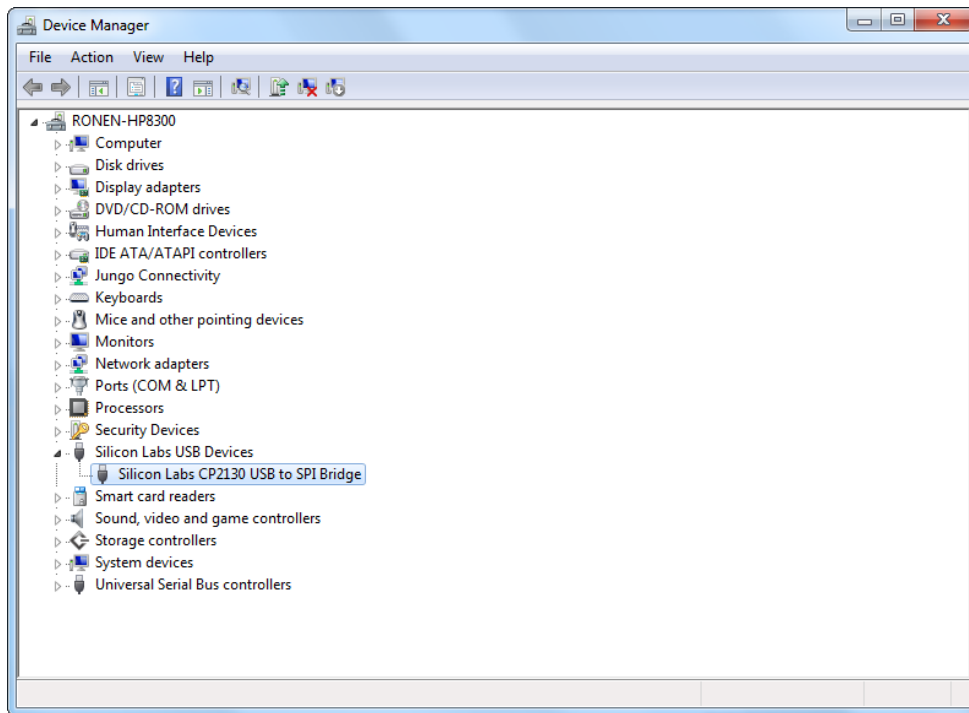 Device Manager
File Action View Help
RONEN-HP8300
Computer
Disk drives
Display adapters
DVD/CD-ROM drives
Human Interface Devices
IDE ATA/ATAPI controllers
Jungo Connectivity
Keyboards
Mice and other pointing devices
Monitors
Network adapters
Ports (COM & LPT)
Processors
Security Devices
Silicon Labs USB Devices
Silicon Labs CP2130 USB to SPI Bridge
Smart card readers
Sound, video and game controllers
Storage controllers
System devices
Universal Serial Bus controllers